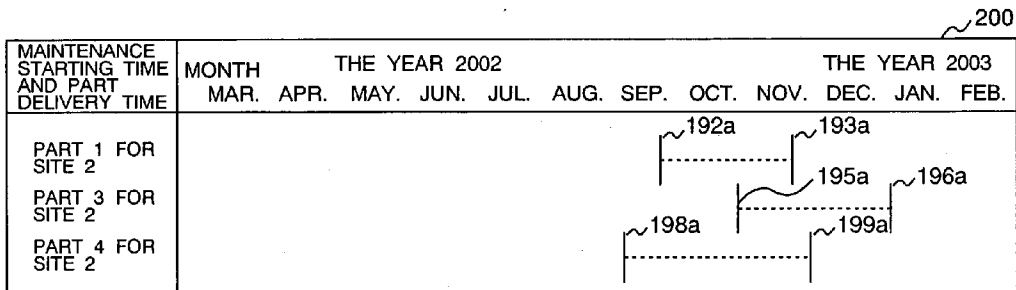 200
MAINTENANCE
STARTING TIME
AND PART
DELIVERY TIME
MONTH THE YEAR 2002 THE YEAR 2003
MAR. APR. MAY. JUN. JUL. AUG. SEP. OCT. NOV. DEC. JAN. FEB.
192a 193a
PART 1 FOR
SITE 2
195a 196a
PART 3 FOR
SITE 2
198a 199a
PART 4 FOR
SITE 2